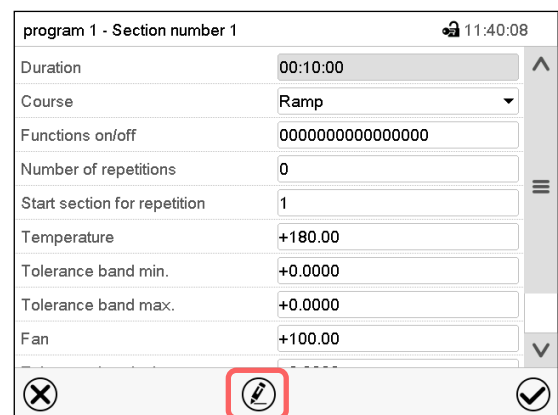 program 1 - Section number 1 11:40:08
Duration 00:10:00
Course Ramp
Functions on/off 0000000000000000
Number of repetitions 0
Start section for repetition 1
Temperature +180.00
Tolerance band min. +0.0000
Tolerance band max. +0.0000
Fan +100.00